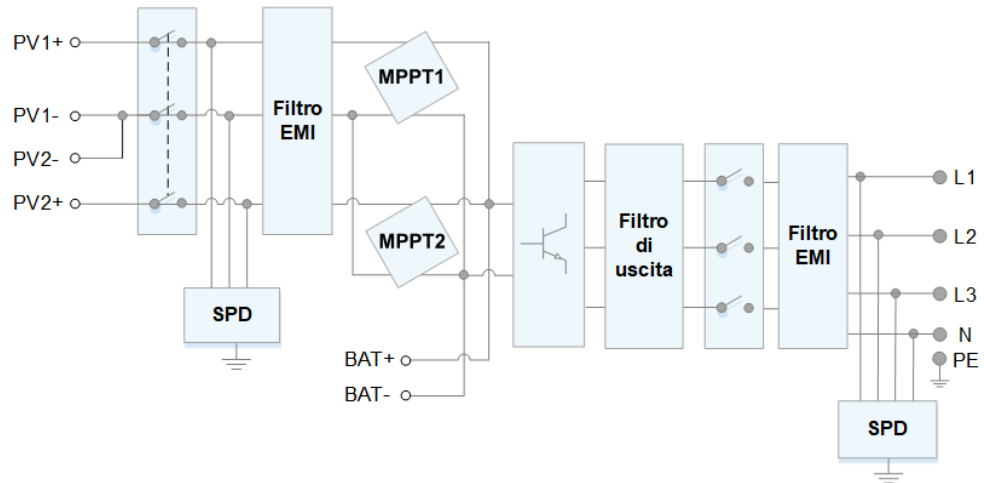 PV1+
PV1-
PV2-
PV2+
Filtro
EMI
MPPT1
MPPT2
SPD
BAT+
BAT-
Filtro
di
uscita
Filtro
EMI
L1
L2
L3
N
PE
SPD